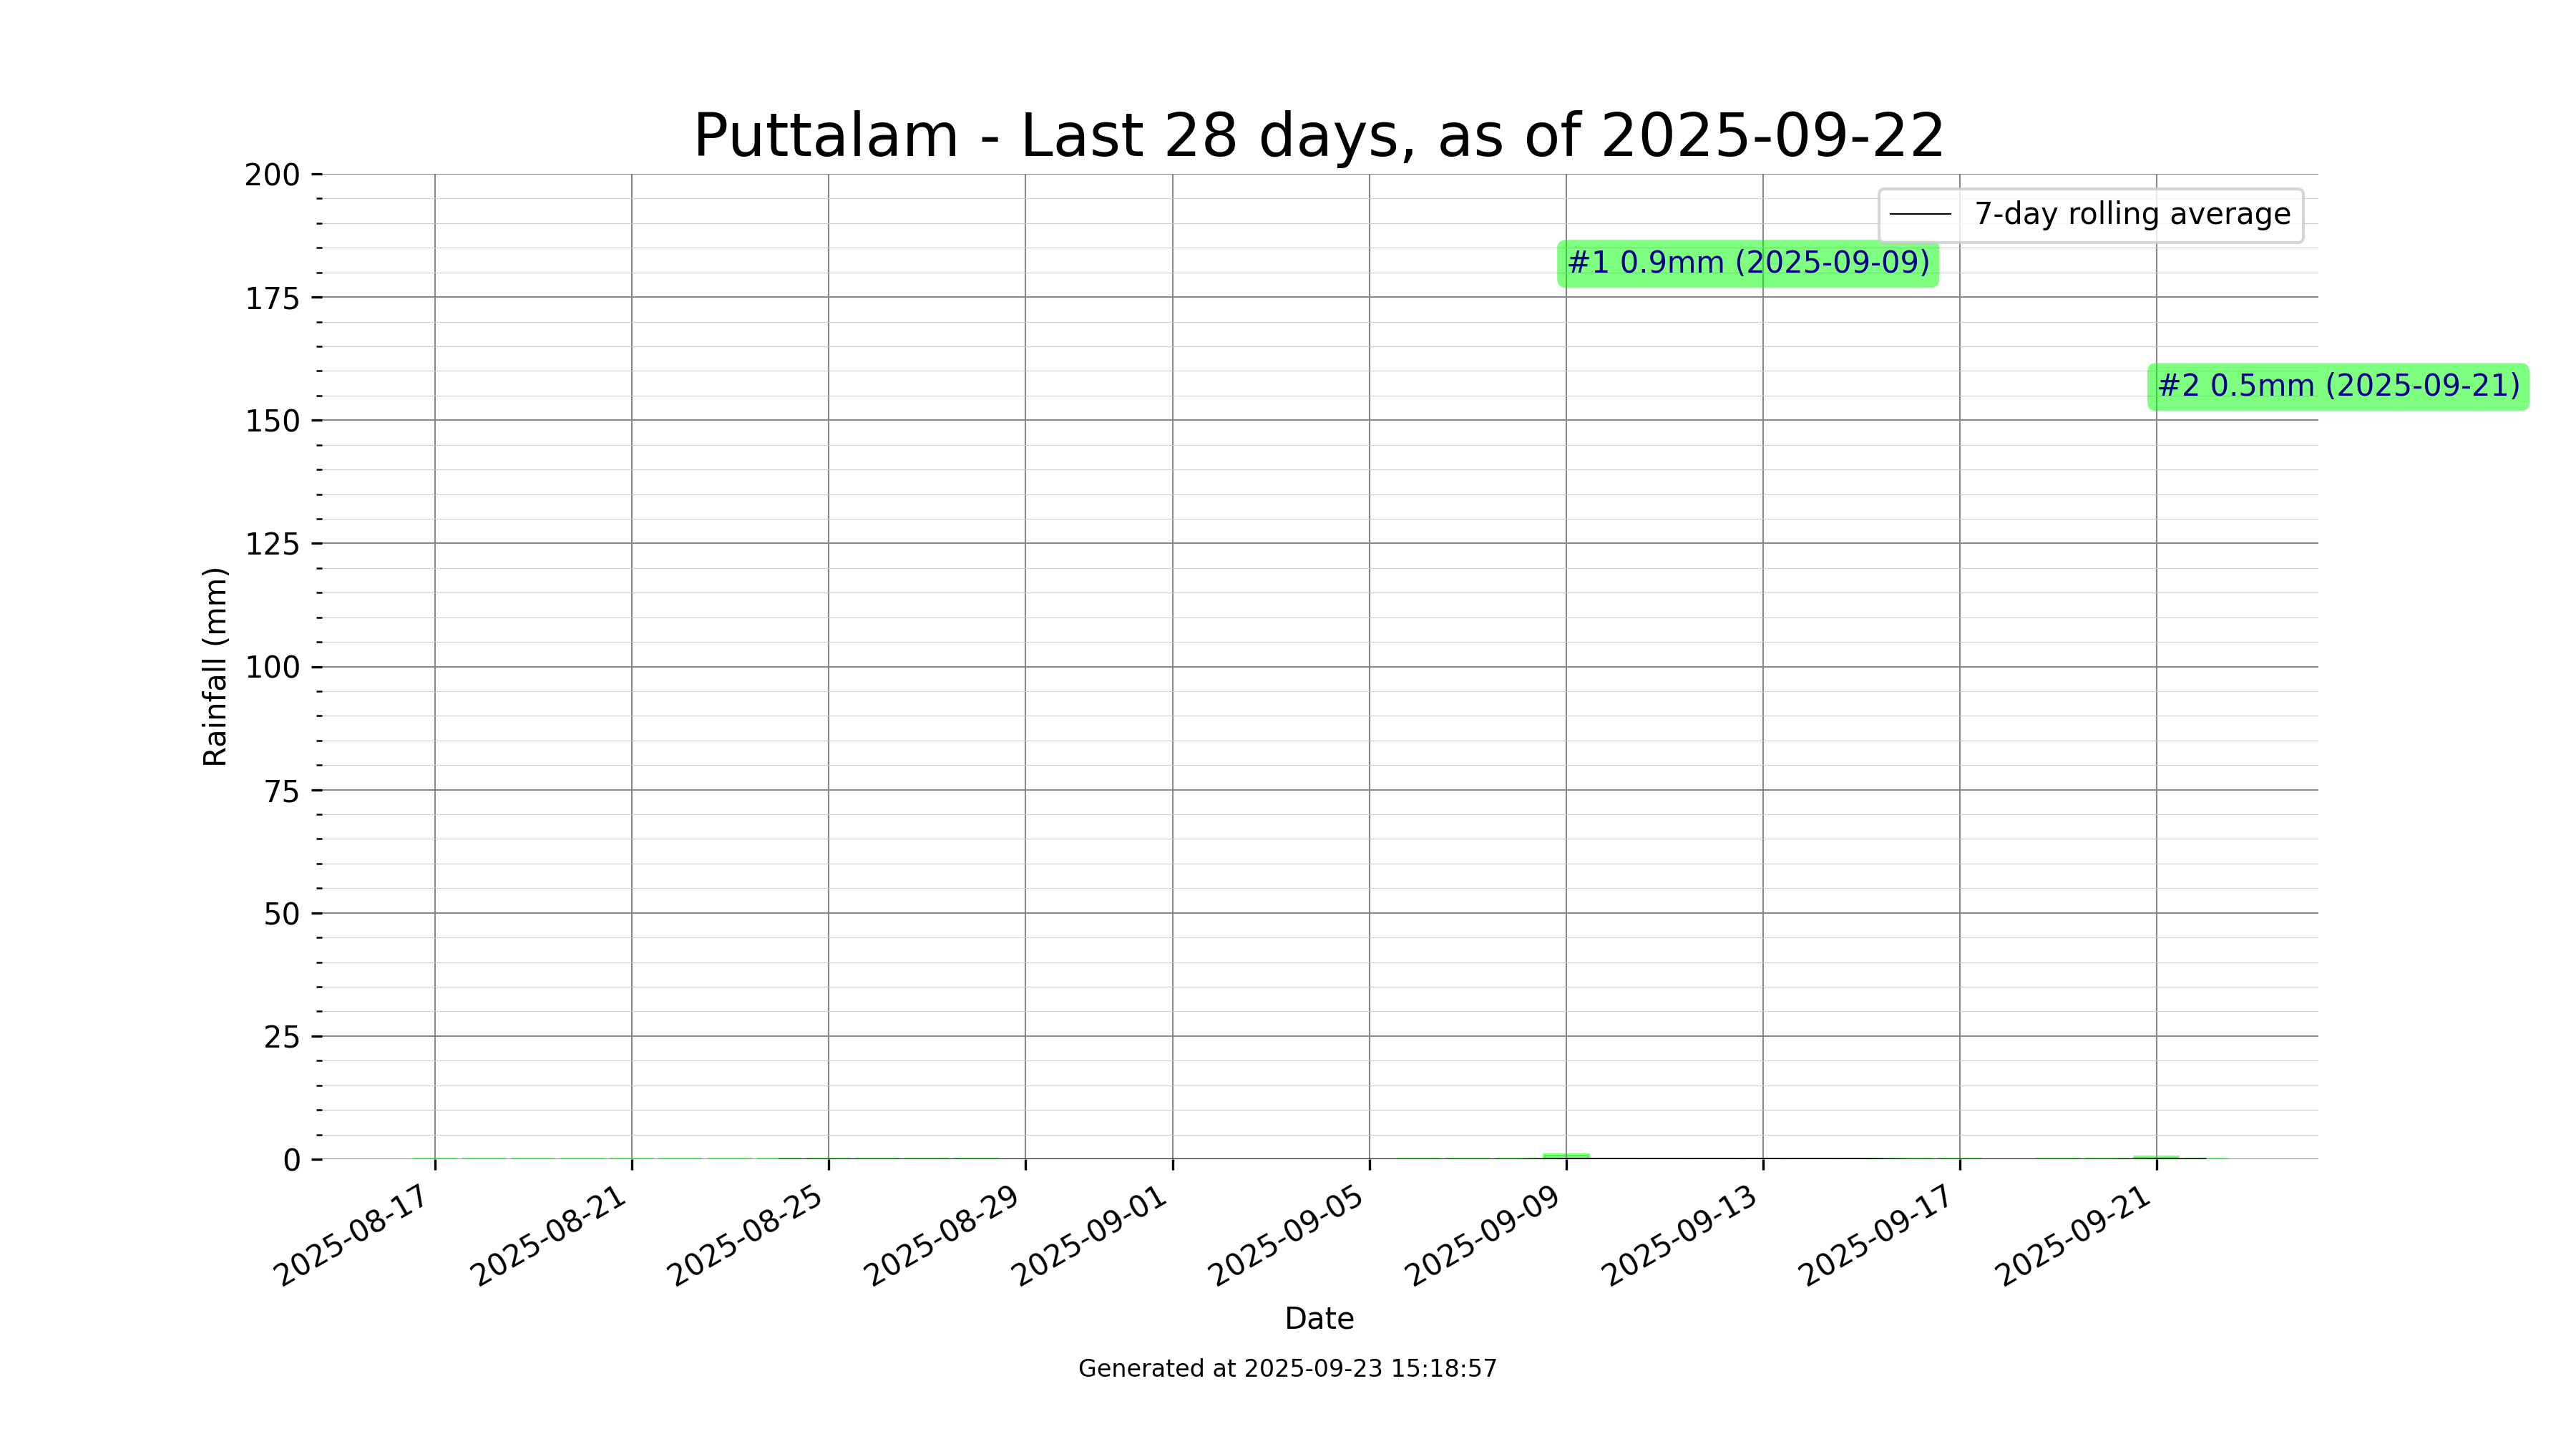 Puttalam - Last 28 days, as of 2025-09-22
200
175
150
125
100
75
50
25
0
Rainfall (mm)
7-day rolling average
#1 0.9mm (2025-09-09)
#2 0.5mm (2025-09-21)
2025-08-17
2025-08-21
2025-08-25
2025-08-29
2025-09-01
2025-09-05
2025-09-09
2025-09-13
2025-09-17
2025-09-21
Date
Generated at 2025-09-23 15:18:57